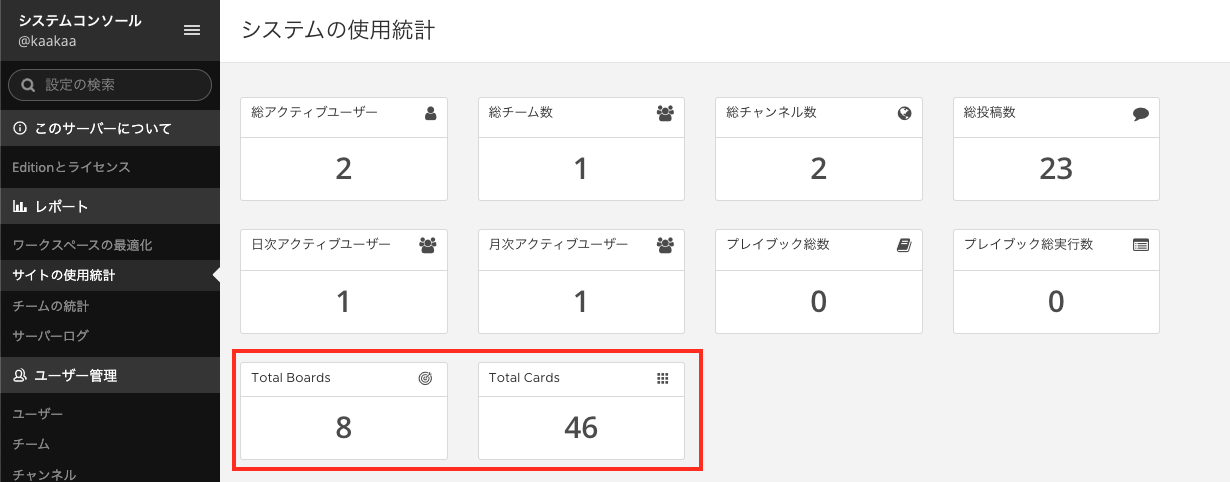 システムコンソール
@kaakaa
設定の検索
このサーバーについて
Editionとライセンス
レポート
ワークスペースの最適化
サイトの使用統計
チームの統計
サーバーログ
ユーザー管理
ユーザー
チーム
チャンネル
システムの使用統計
総アクティブユーザー
2
総チーム数
1
総チャンネル数
2
総投稿数
23
日次アクティブユーザー
1
月次アクティブユーザー
1
プレイブック総数
0
プレイブック総実行数
0
Total Boards
8
Total Cards
46